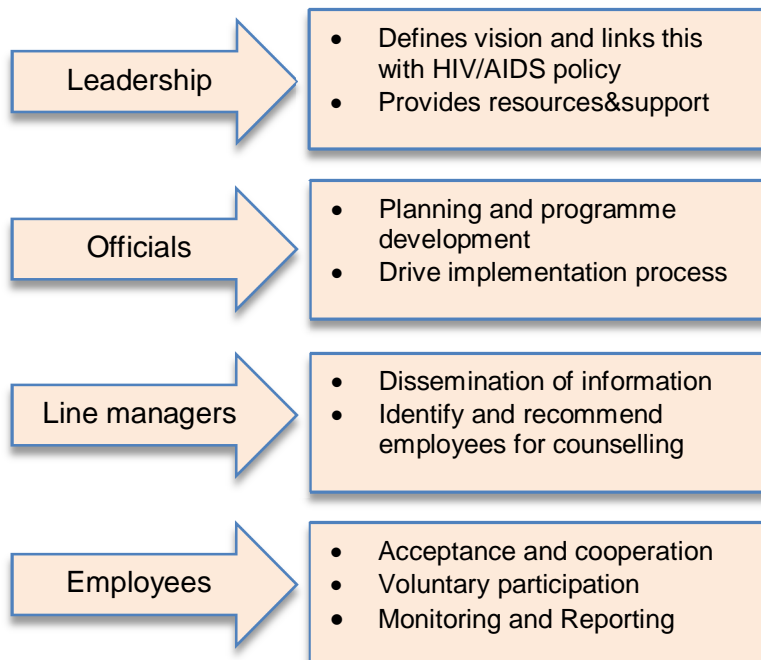 Leadership
• Defines vision and links this
with HIV/AIDS policy
• Provides resources&support
Officials
• Planning and programme
development
• Drive implementation process
Line managers
• Dissemination of information
• Identify and recommend
employees for counselling
Employees
• Acceptance and cooperation
• Voluntary participation
• Monitoring and Reporting